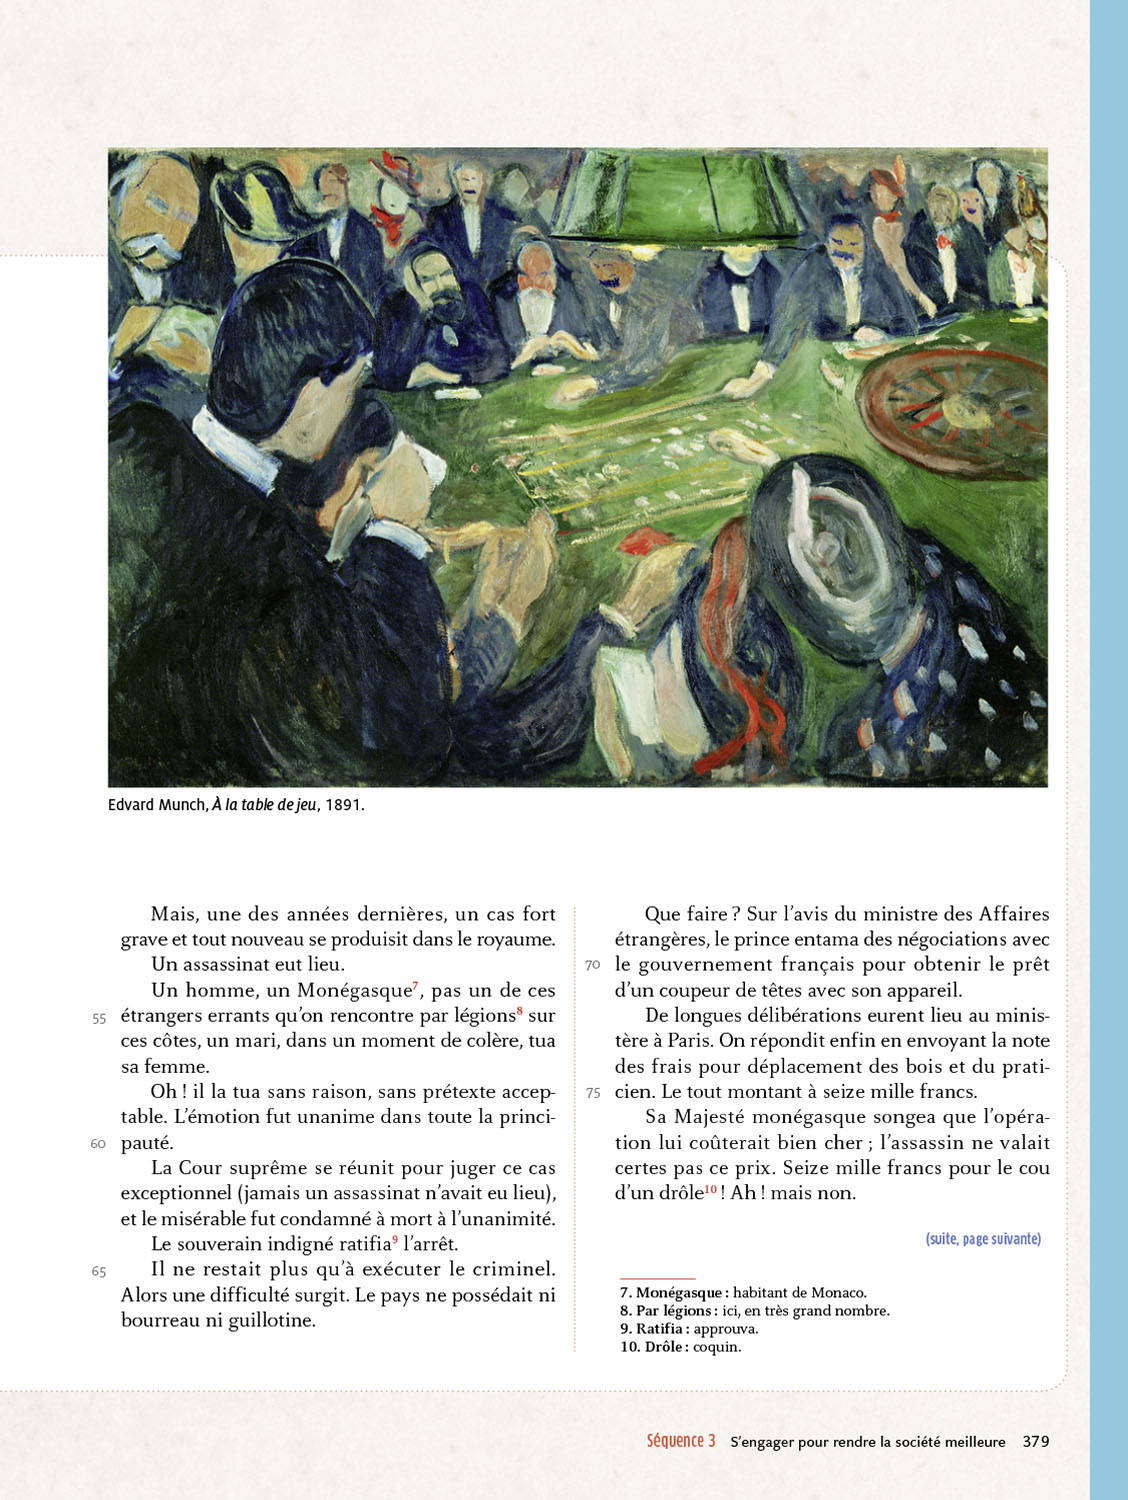 Edvard Munch, À la table de jeu, 1891.
Mais, une des années dernières, un cas fort
grave et tout nouveau se produisit dans le royaume.
Un assassinat eut lieu.
Un homme, un Monégasque7, pas un de ces
55 étrangers errants qu'on rencontre par légions8 sur
ces côtes, un mari, dans un moment de colère, tua
sa femme.
Oh ! il la tua sans raison, sans prétexte accep-
table. L'émotion fut unanime dans toute la princi-
60 pauté.
La Cour suprême se réunit pour juger ce cas
exceptionnel (jamais un assassinat n'avait eu lieu),
et le misérable fut condamné à mort à l'unanimité.
Le souverain indigné ratifia9 l'arrêt.
65 Il ne restait plus qu'à exécuter le criminel.
Alors une difficulté surgit. Le pays ne possédait ni
bourreau ni guillotine.
Que faire ? Sur l'avis du ministre des Affaires
étrangères, le prince entama des négociations avec
70 le gouvernement français pour obtenir le prêt
d'un coupeur de têtes avec son appareil.
De longues délibérations eurent lieu au minis-
tère à Paris. On répondit enfin en envoyant la note
des frais pour déplacement des bois et du prati-
75 cien. Le tout montant à seize mille francs.
Sa Majesté monégasque songea que l'opéra-
tion lui coûterait bien cher ; l'assassin ne valait
certes pas ce prix. Seize mille francs pour le cou
d'un drôle10 ! Ah ! mais non.
(suite, page suivante)
7. Monégasque : habitant de Monaco.
8. Par légions : ici, en très grand nombre.
9. Ratifia : approuva.
10. Drôle : coquin.
Séquence 3 S'engager pour rendre la société meilleure 379